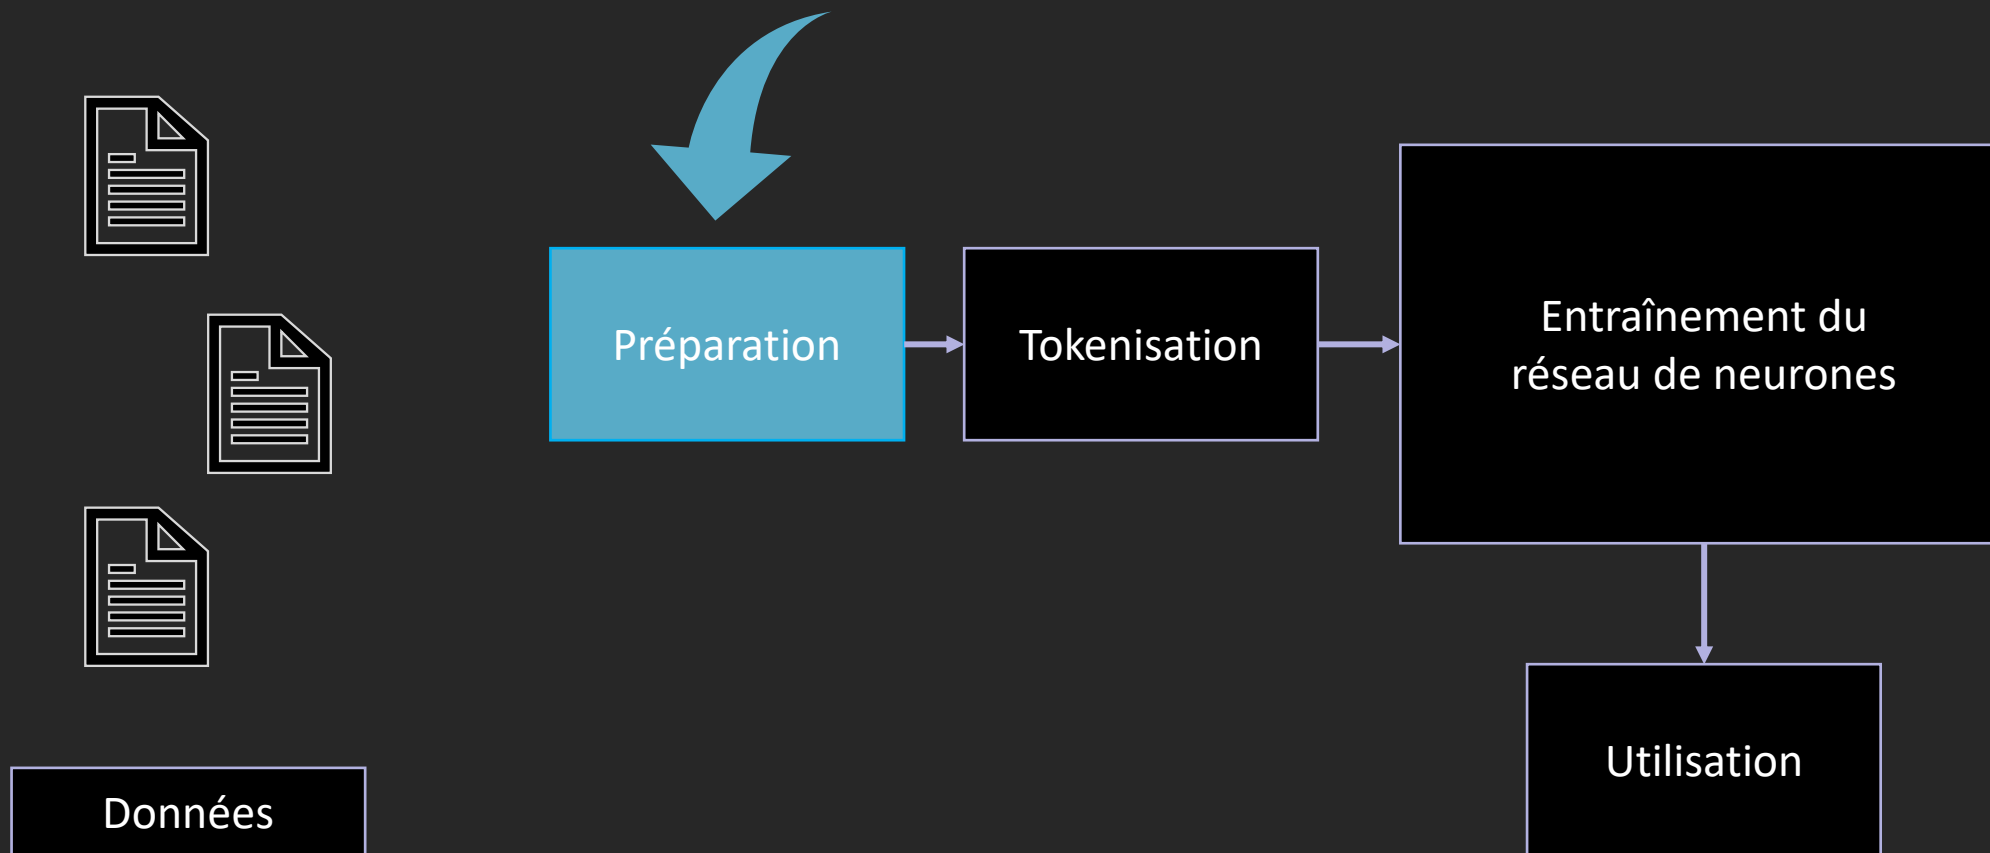 Préparation
Tokenisation
Entraînement du
réseau de neurones
Utilisation
Données